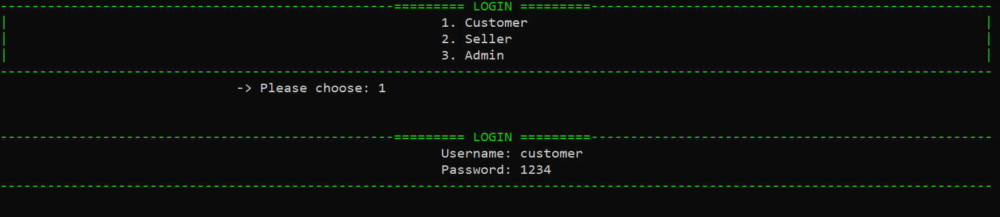 ========= LOGIN =========
1. Customer
2. Seller
3. Admin
-> Please choose: 1
========= LOGIN =========
Username: customer
Password: 1234